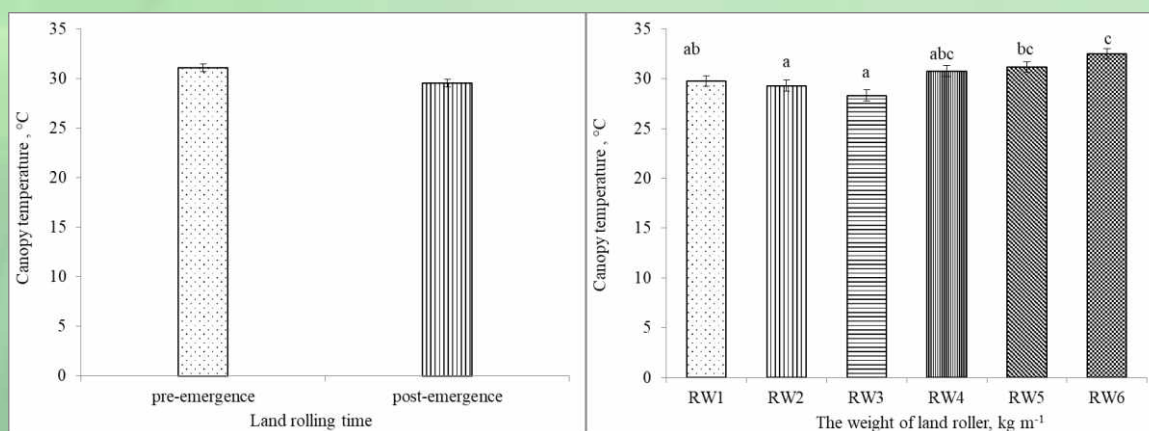 35
30
25
20
15
10
5
0
Canopy temperature , °C
pre-emergence post-emergence
Land rolling time
35
30
25
20
15
10
5
0
Canopy temperature , °C
ab a a abc bc c
RW1 RW2 RW3 RW4 RW5 RW6
The weight of land roller, kg m⁻¹